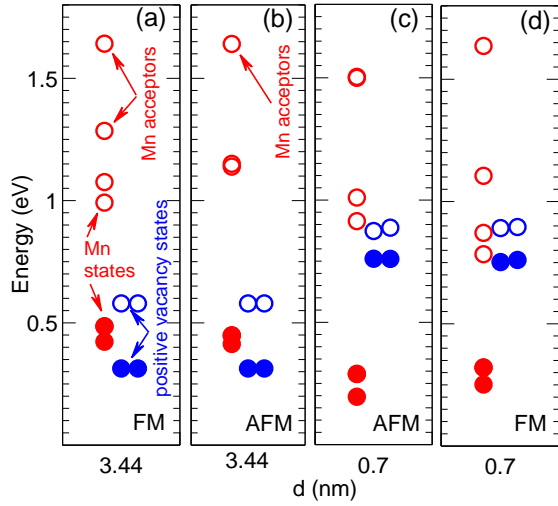 (a)
(b)
(c)
(d)
1.5
1
0.5
Energy (eV)
Mn acceptors
Mn acceptors
Mn
states
positive vacancy states
FM
AFM
AFM
FM
3.44
3.44
0.7
0.7
d (nm)